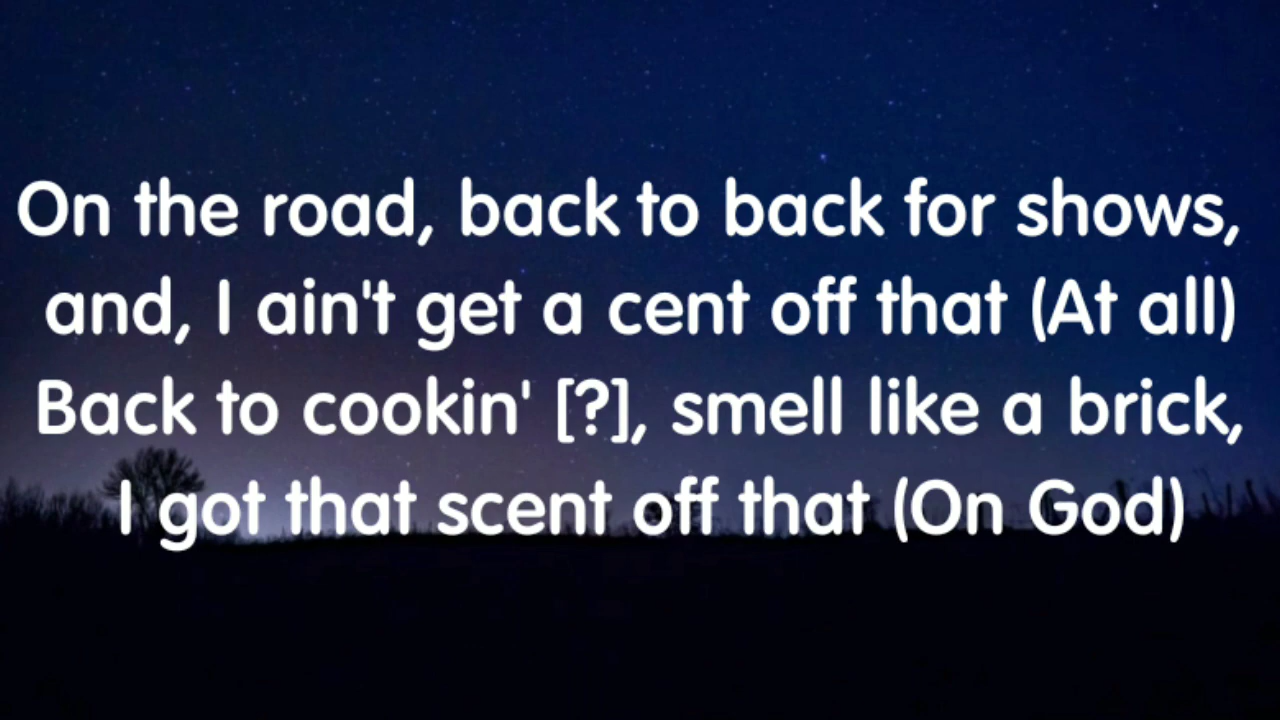 On the road, back to back for shows,
and, I ain't get a cent off that (At all)
Back to cookin' [?], smell like a brick,
I got that scent off that (On God)